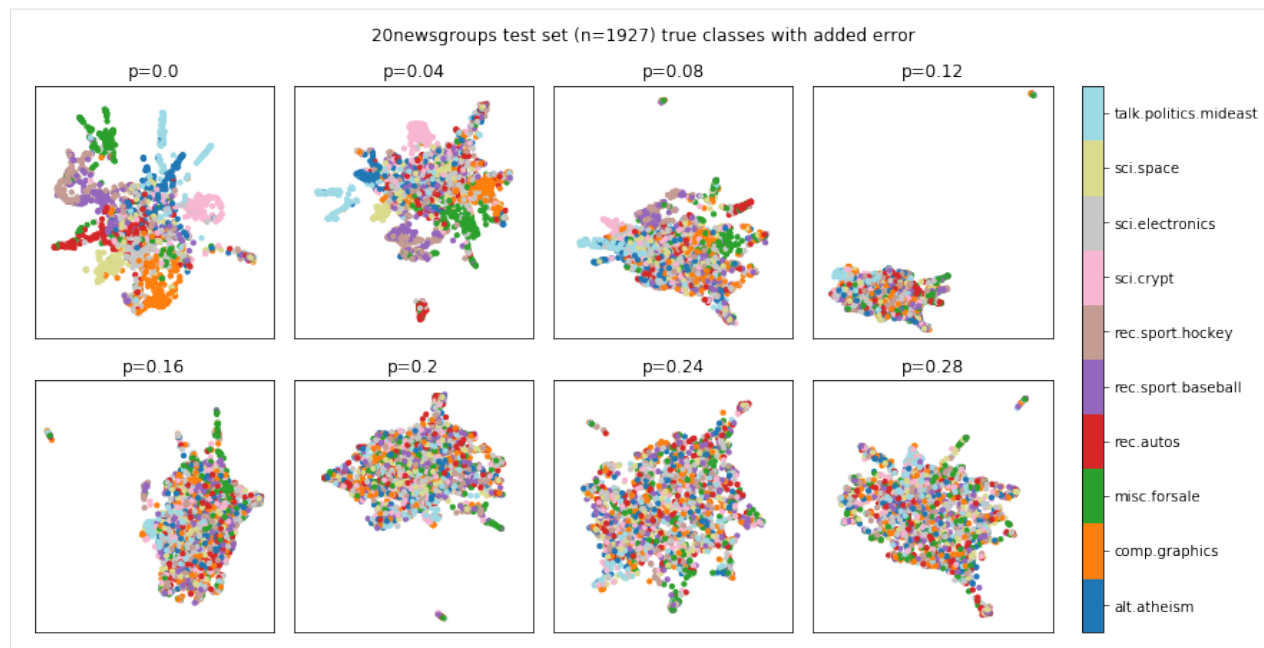 20newsgroups test set (n=1927) true classes with added error
p=0.0
p=0.04
p=0.08
p=0.12
p=0.16
p=0.2
p=0.24
p=0.28
talk.politics.mideast
sci.space
sci.electronics
sci.crypt
rec.sport.hockey
rec.sport.baseball
rec.autos
misc.forsale
comp.graphics
alt.atheism